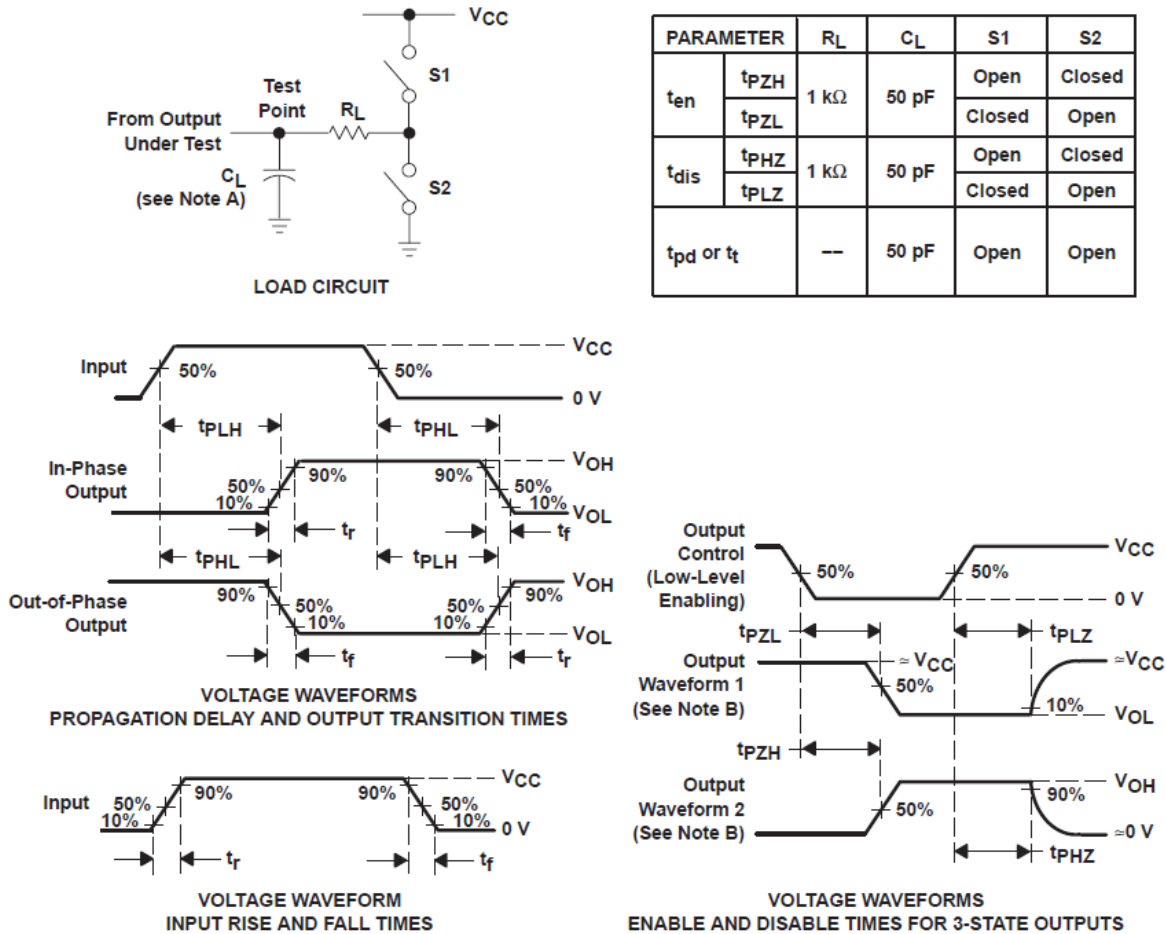 VCC
S1
Test
Point
RL
From Output
Under Test
CL
(see Note A)
S2
LOAD CIRCUIT
PARAMETER RL CL S1 S2
ten tPZH 1 kΩ 50 pF Open Closed
tPZL Closed Open
tdis tPHZ 1 kΩ 50 pF Open Closed
tPLZ Closed Open
tpd or tt –– 50 pF Open Open
Input 50% 50% VCC
0 V
tPLH tPHL
In-Phase
Output
VOH
90% 90%
50% 50%
10% 10%
VOL
tr tf
tPHL tPLH
Out-of-Phase
Output
VOH
90% 90%
50% 50%
10% 10%
VOL
tf tr
VOLTAGE WAVEFORMS
PROPAGATION DELAY AND OUTPUT TRANSITION TIMES
Input
VCC
90% 90%
50% 50%
10% 10%
0 V
tr tf
VOLTAGE WAVEFORM
INPUT RISE AND FALL TIMES
Output
Control
(Low-Level
Enabling)
VCC
50% 50%
0 V
tPZL tPLZ
Output
Waveform 1
(See Note B)
≈ VCC
≈VCC
50%
10%
VOL
tPZH
Output
Waveform 2
(See Note B)
VOH
90%
50%
≈0 V
tPHZ
VOLTAGE WAVEFORMS
ENABLE AND DISABLE TIMES FOR 3-STATE OUTPUTS